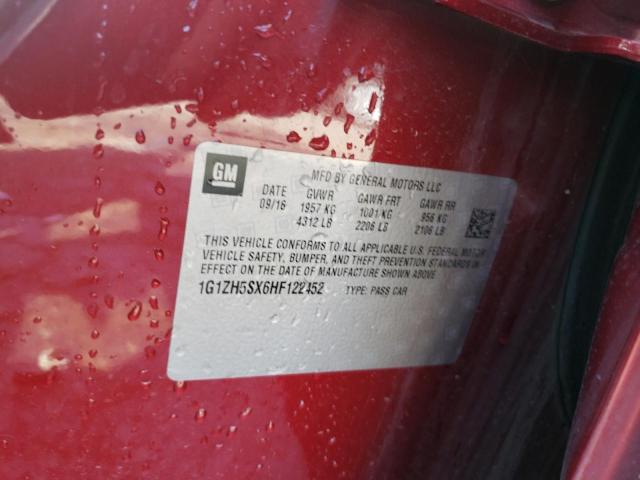 GM
MFD BY GENERAL MOTORS LLC
DATE GVWR GAWR FRT GAWR RR
09/16 1957 KG 1001 KG 956 KG
4312 LB 2206 LB 2106 LB
THIS VEHICLE CONFORMS TO ALL APPLICABLE U.S. FEDERAL MOTOR
VEHICLE SAFETY, BUMPER, AND THEFT PREVENTION STANDARDS IN
EFFECT ON THE DATE OF MANUFACTURE SHOWN ABOVE
1G1ZH5SX6HF122452 TYPE: PASS CAR